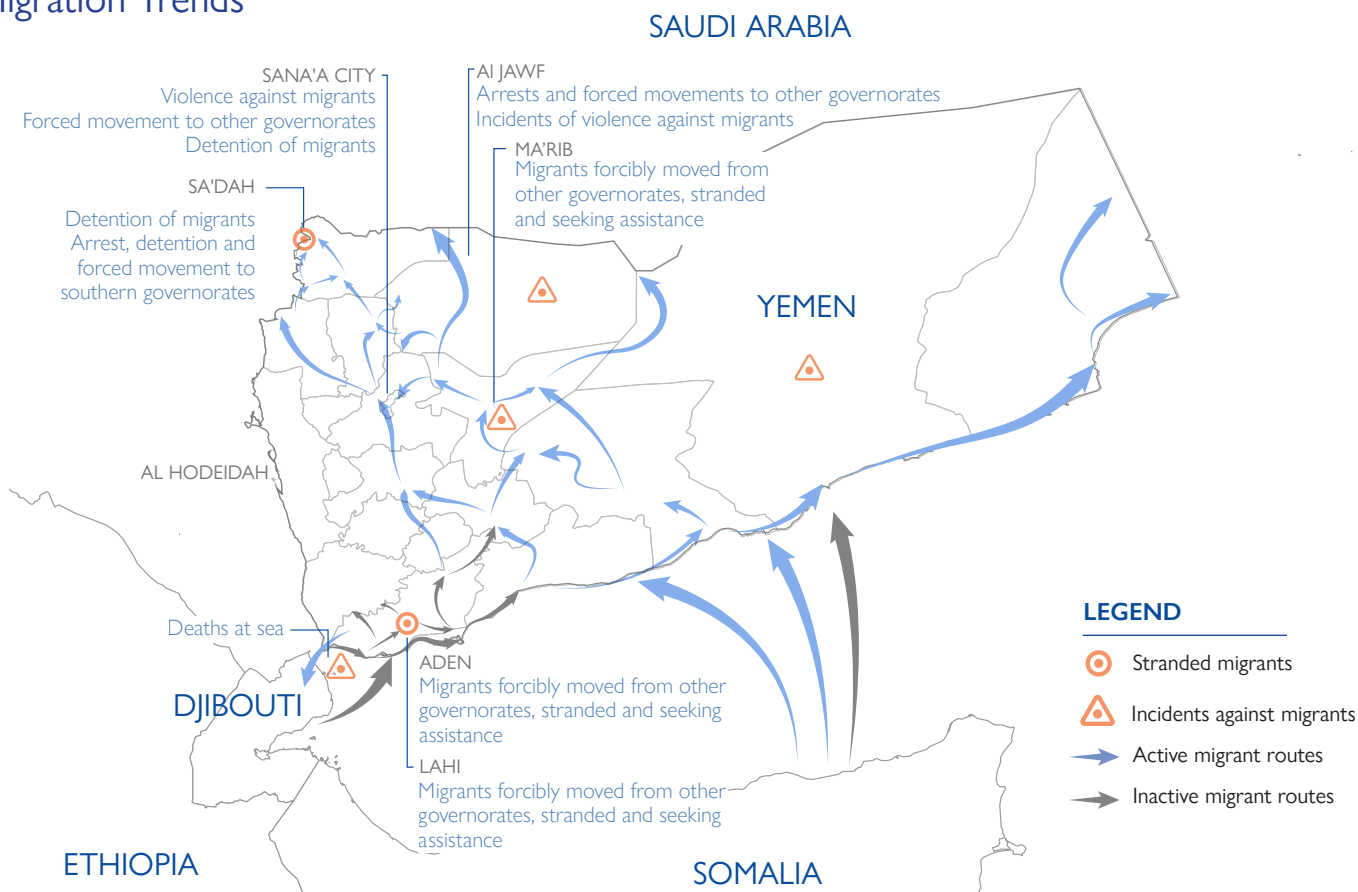 Migration Trends
SAUDI ARABIA
SANA'A CITY
Violence against migrants
Forced movement to other governorates
Detention of migrants
Al JAWF
Arrests and forced movements to other governorates
Incidents of violence against migrants
MA'RIB
Migrants forcibly moved from
other governorates, stranded
and seeking assistance
SA'DAH
Detention of migrants
Arrest, detention and
forced movement to
southern governorates
YEMEN
AL HODEIDAH
Deaths at sea
DJIBOUTI
ADEN
Migrants forcibly moved from other
governorates, stranded and seeking
assistance
LAHI
Migrants forcibly moved from other
governorates, stranded and seeking
assistance
ETHIOPIA
SOMALIA
LEGEND
Stranded migrants
Incidents against migrants
Active migrant routes
Inactive migrant routes